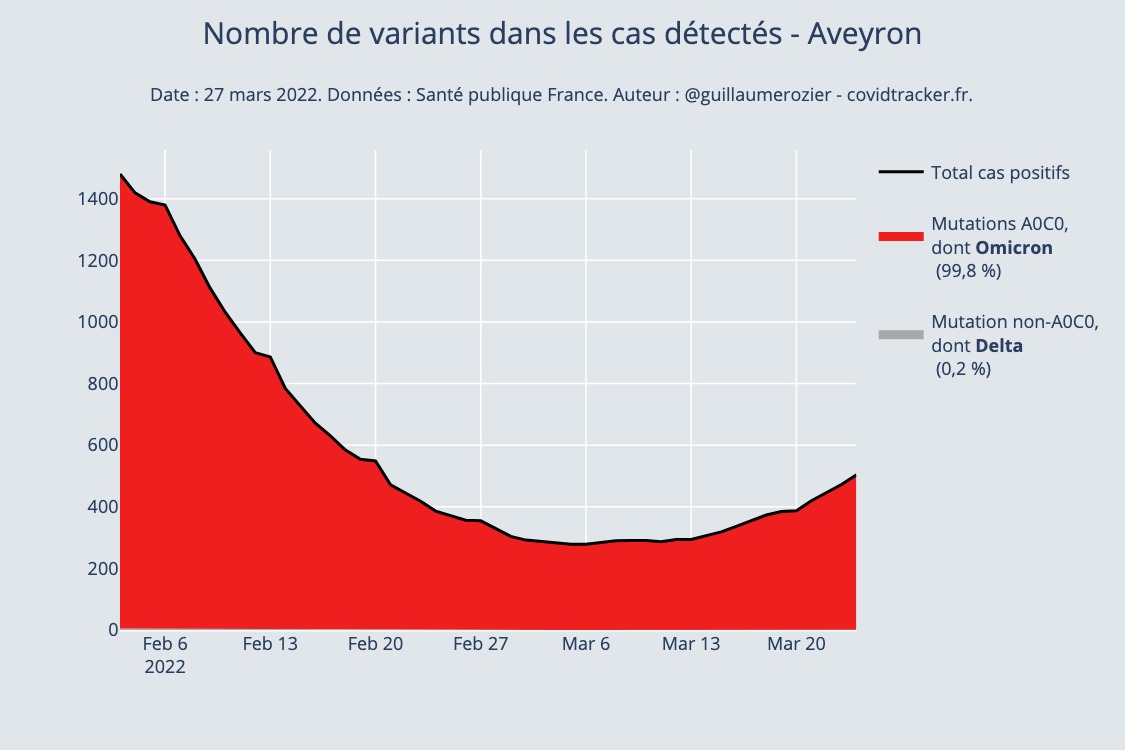 Nombre de variants dans les cas détectés - Aveyron
Date : 27 mars 2022. Données : Santé publique France. Auteur : @guillaumerozier - covidtracker.fr.
1400
1200
1000
800
600
400
200
0
Feb 6
2022
Feb 13
Feb 20
Feb 27
Mar 6
Mar 13
Mar 20
Total cas positifs
Mutations A0C0,
dont Omicron
(99,8 %)
Mutation non-A0C0,
dont Delta
(0,2 %)